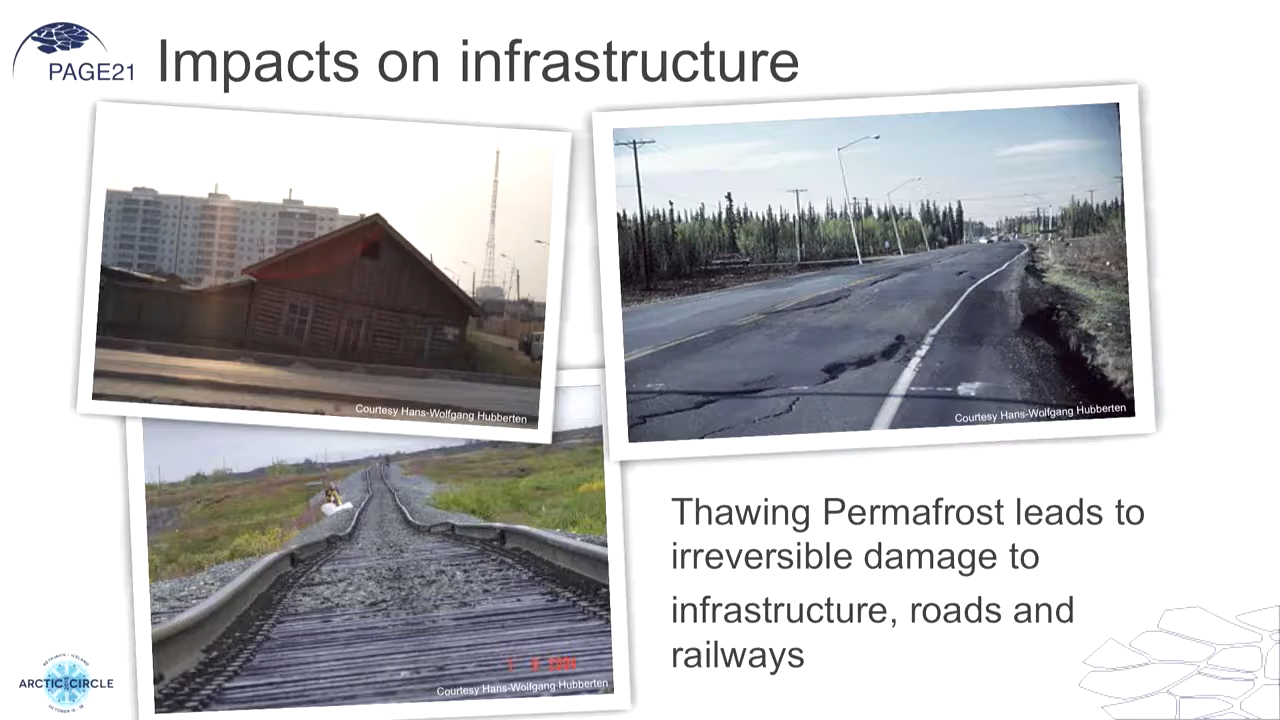 PAGE21
Impacts on infrastructure
Courtesy Hans-Wolfgang Hubberten
Courtesy Hans-Wolfgang Hubberten
Thawing Permafrost leads to
irreversible damage to
infrastructure, roads and
railways
Courtesy Hans-Wolfgang Hubberten
ARCTIC CIRCLE